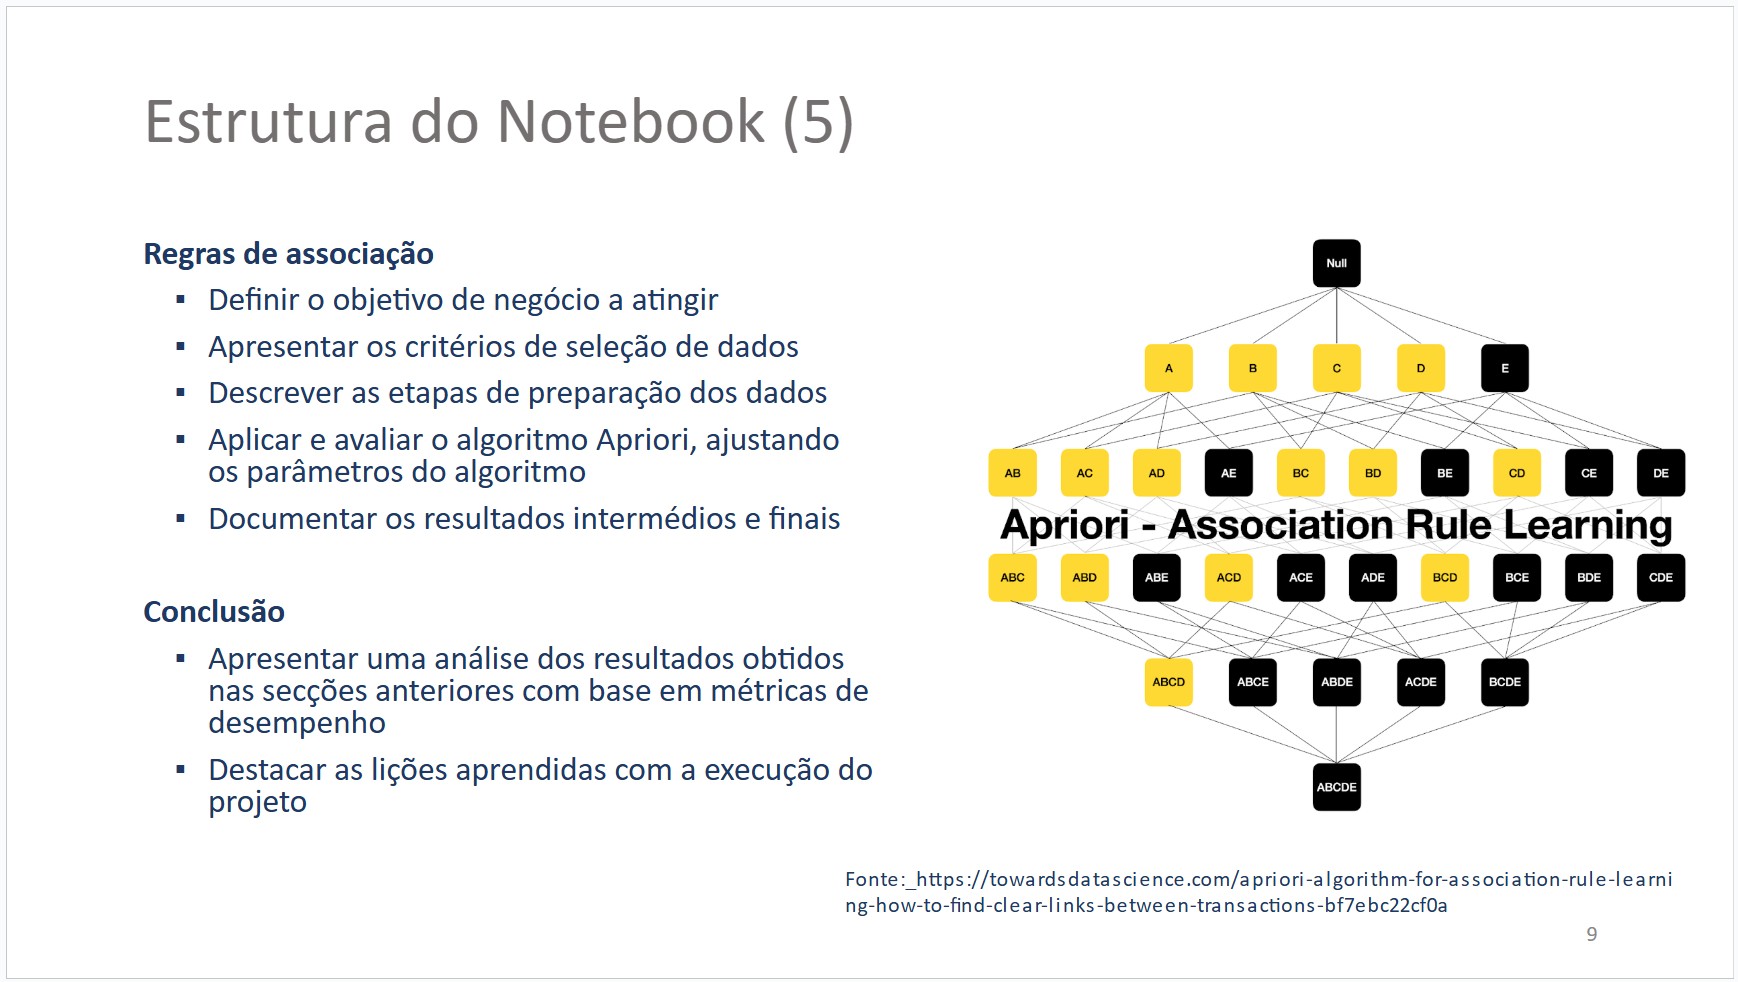 Estrutura do Notebook (5)
Regras de associação
▪ Definir o objetivo de negócio a atingir
▪ Apresentar os critérios de seleção de dados
▪ Descrever as etapas de preparação dos dados
▪ Aplicar e avaliar o algoritmo Apriori, ajustando
os parâmetros do algoritmo
▪ Documentar os resultados intermédios e finais
Conclusão
▪ Apresentar uma análise dos resultados obtidos
nas secções anteriores com base em métricas de
desempenho
▪ Destacar as lições aprendidas com a execução do
projeto
Null
A B C D E
AB AC AD AE BC BD BE CD CE DE
Apriori - Association Rule Learning
ABC ABD ABE ACD ACE ADE BCD BCE BDE CDE
ABCD ABCE ABDE ACDE BCDE
ABCDE
Fonte: https://towardsdatascience.com/apriori-algorithm-for-association-rule-learni
ng-how-to-find-clear-links-between-transactions-bf7ebc22cf0a
9